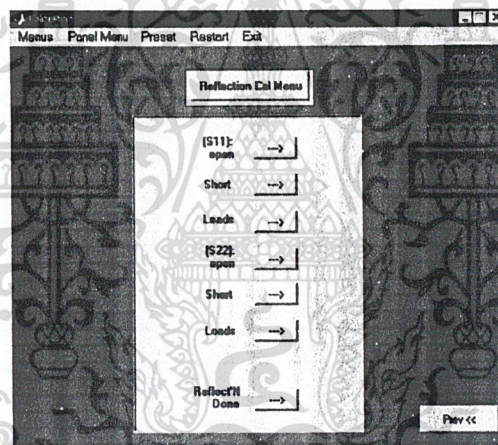 Menus Panel Menu Preset Restart Exit
Reflection Cal Menu
[S11]:
open
--->
Short
--->
Loads
--->
[S22]:
open
--->
Short
--->
Loads
--->
Reflect'N
Done
--->
Prev <<